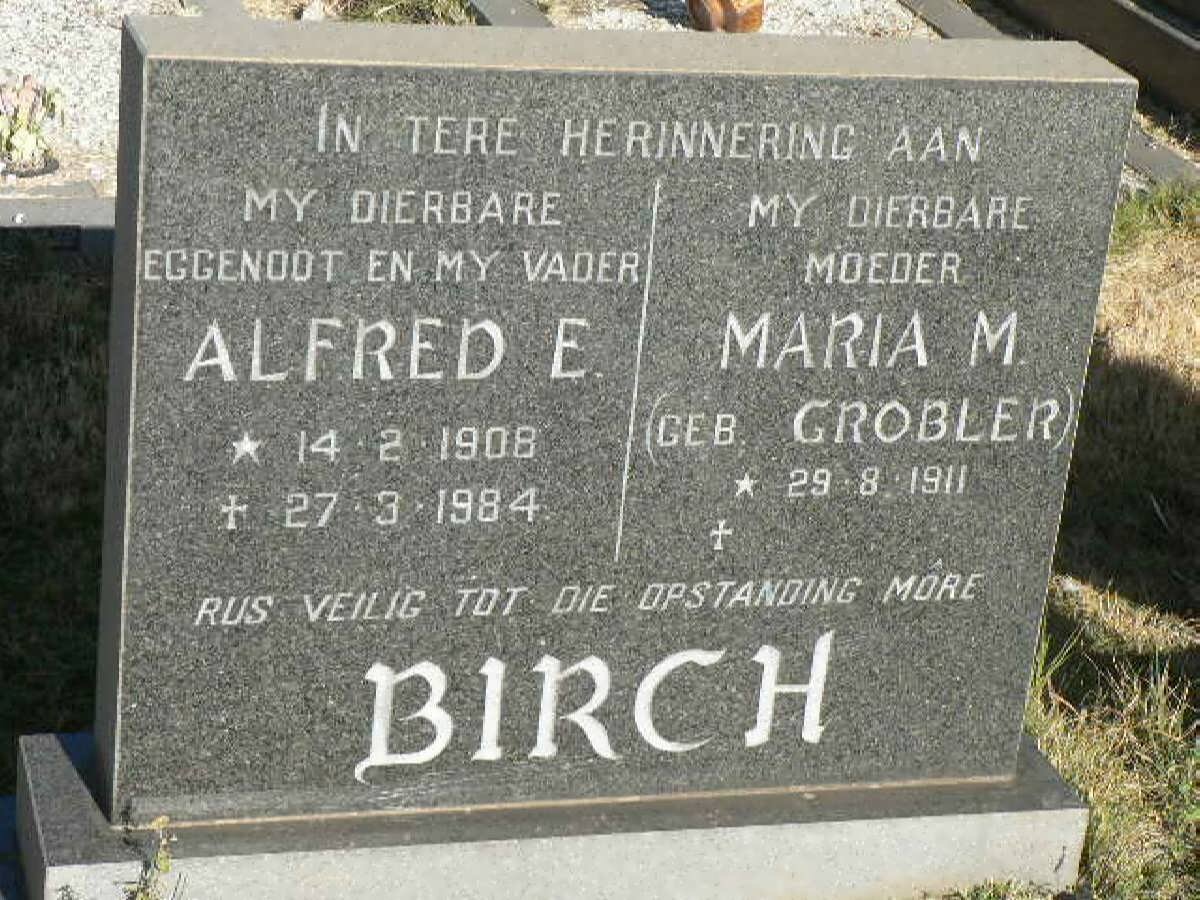 IN TERE HERINNERING AAN
MY DIERBARE
EGGENOOT EN MY VADER
ALFRED E.
★ 14·2·1908
✝ 27·3·1984.
MY DIERBARE
MOEDER
MARIA M.
(GEB. GROBLER)
★ 29·8·1911
✝
RUS VEILIG TOT DIE OPSTANDING MÔRE
BIRCH